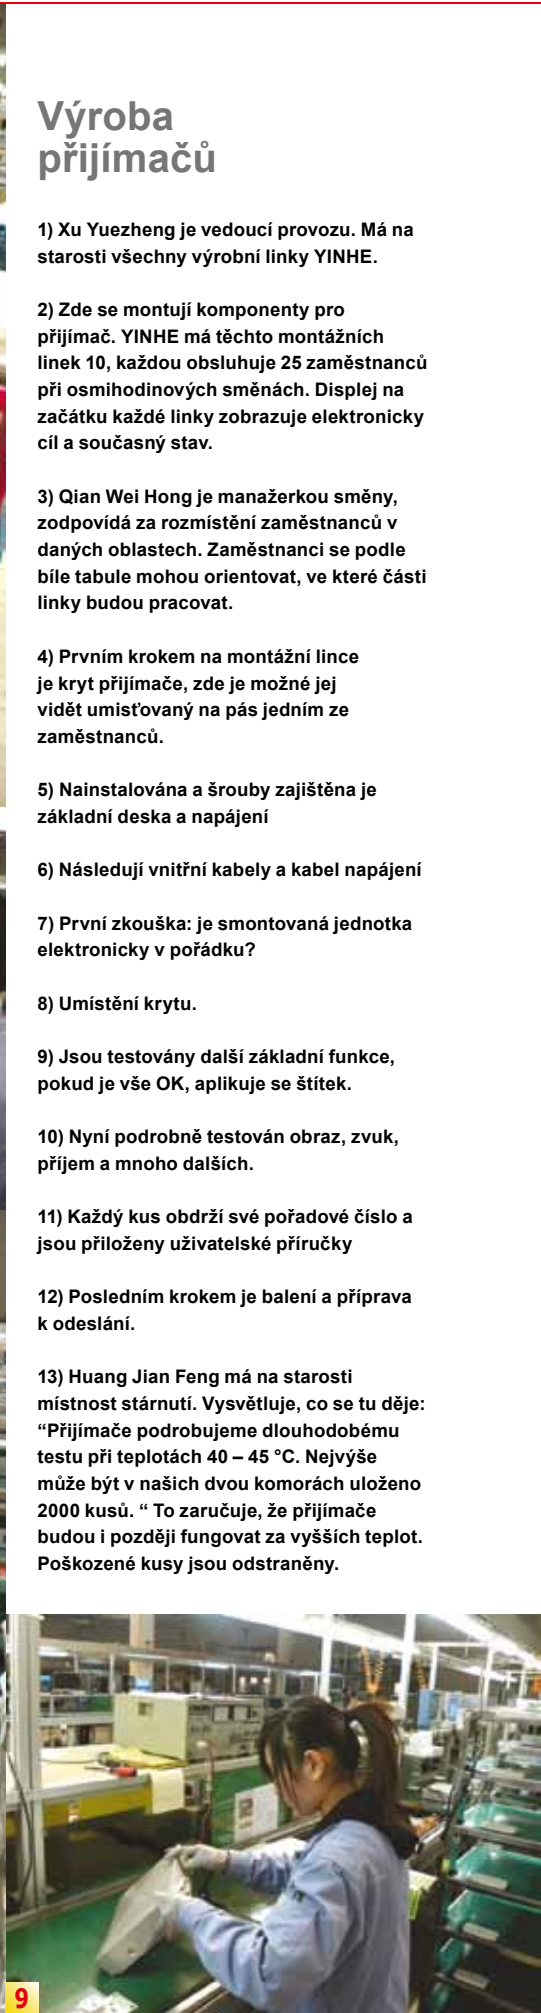 Výroba
přijímačů
1) Xu Yuezheng je vedoucí provozu. Má na
starosti všechny výrobní linky YINHE.
2) Zde se montují komponenty pro
přijímač. YINHE má těchto montážních
linek 10, každou obsluhuje 25 zaměstnanců
při osmihodinových směnách. Displej na
začátku každé linky zobrazuje elektronicky
cíl a současný stav.
3) Qian Wei Hong je manažerkou směny,
zodpovídá za rozmístění zaměstnanců v
daných oblastech. Zaměstnanci se podle
bíle tabule mohou orientovat, ve které části
linky budou pracovat.
4) Prvním krokem na montážní lince
je kryt přijímače, zde je možné jej
vidět umisťovaný na pás jedním ze
zaměstnanců.
5) Nainstalována a šrouby zajištěna je
základní deska a napájení
6) Následují vnitřní kabely a kabel napájení
7) První zkouška: je smontovaná jednotka
elektronicky v pořádku?
8) Umístění krytu.
9) Jsou testovány další základní funkce,
pokud je vše OK, aplikuje se štítek.
10) Nyní podrobně testován obraz, zvuk,
příjem a mnoho dalších.
11) Každý kus obdrží své pořadové číslo a
jsou přiloženy uživatelské příručky
12) Posledním krokem je balení a příprava
k odeslání.
13) Huang Jian Feng má na starosti
místnost stárnutí. Vysvětluje, co se tu děje:
“Přijímače podrobujeme dlouhodobému
testu při teplotách 40 – 45 °C. Nejvýše
může být v našich dvou komorách uloženo
2000 kusů. “ To zaručuje, že přijímače
budou i později fungovat za vyšších teplot.
Poškozené kusy jsou odstraněny.
9